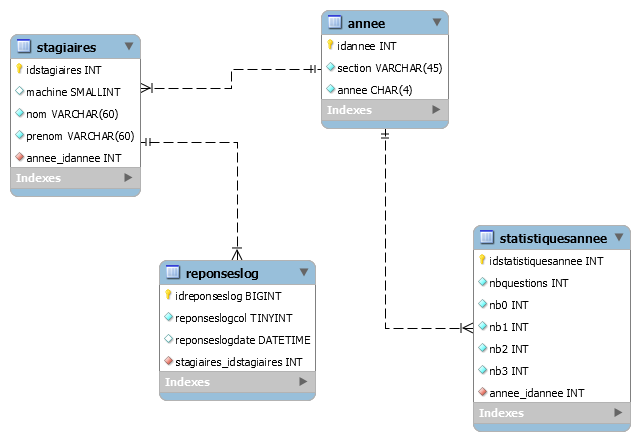 stagiaires
idstagiaires INT
machine SMALLINT
nom VARCHAR(60)
prenom VARCHAR(60)
annee_idannee INT
Indexes
annee
idannee INT
section VARCHAR(45)
annee CHAR(4)
Indexes
reponseslog
idreponseslog BIGINT
reponseslogcol TINYINT
reponseslogdate DATETIME
stagiaires_idstagiaires INT
Indexes
statistiquesannee
idstatistiquesannee INT
nbquestions INT
nb0 INT
nb1 INT
nb2 INT
nb3 INT
annee_idannee INT
Indexes